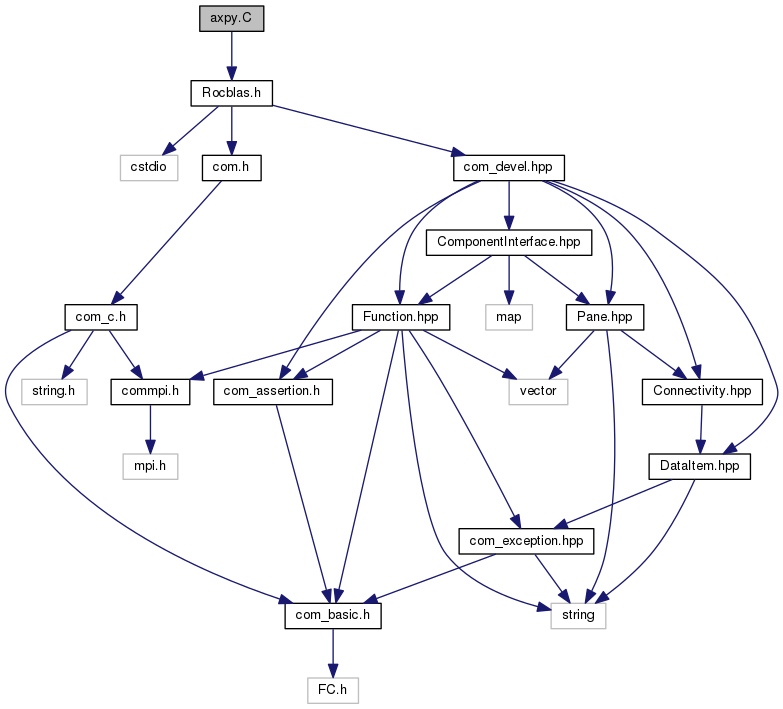 axpy.C
Rocblas.h
cstdio
com.h
com_devel.hpp
ComponentInterface.hpp
com_c.h
Function.hpp
map
Pane.hpp
string.h
commpi.h
com_assertion.h
vector
Connectivity.hpp
mpi.h
DataItem.hpp
com_exception.hpp
com_basic.h
string
FC.h